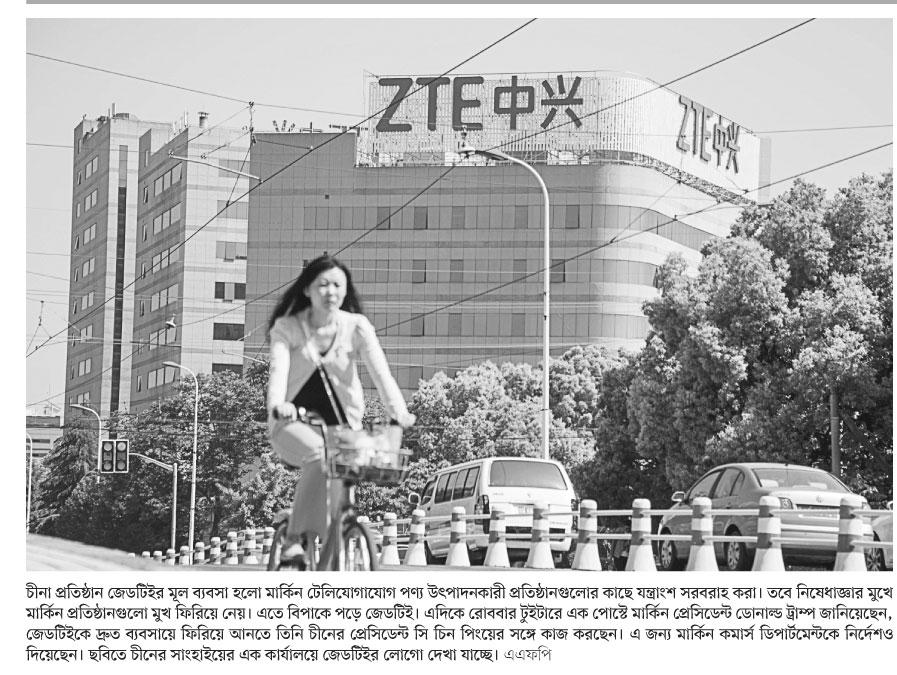 ZTE中兴
ZTE中兴
চীনা প্রতিষ্ঠান জেডটিইর মূল ব্যবসা হলো মার্কিন টেলিযোগাযোগ পণ্য উৎপাদনকারী প্রতিষ্ঠানগুলোর কাছে যন্ত্রাংশ সরবরাহ করা। তবে নিষেধাজ্ঞার মুখে
মার্কিন প্রতিষ্ঠানগুলো মুখ ফিরিয়ে নেয়। এতে বিপাকে পড়ে জেডটিই। এদিকে রোববার টুইটারে এক পোস্টে মার্কিন প্রেসিডেন্ট ডোনাল্ড ট্রাম্প জানিয়েছেন,
জেডটিইকে দ্রুত ব্যবসায়ে ফিরিয়ে আনতে তিনি চীনের প্রেসিডেন্ট সি চিন পিংয়ের সঙ্গে কাজ করছেন। এ জন্য মার্কিন কমার্স ডিপার্টমেন্টকে নির্দেশও
দিয়েছেন। ছবিতে চীনের সাংহাইয়ের এক কার্যালয়ে জেডটিইর লোগো দেখা যাচ্ছে। এএফপি